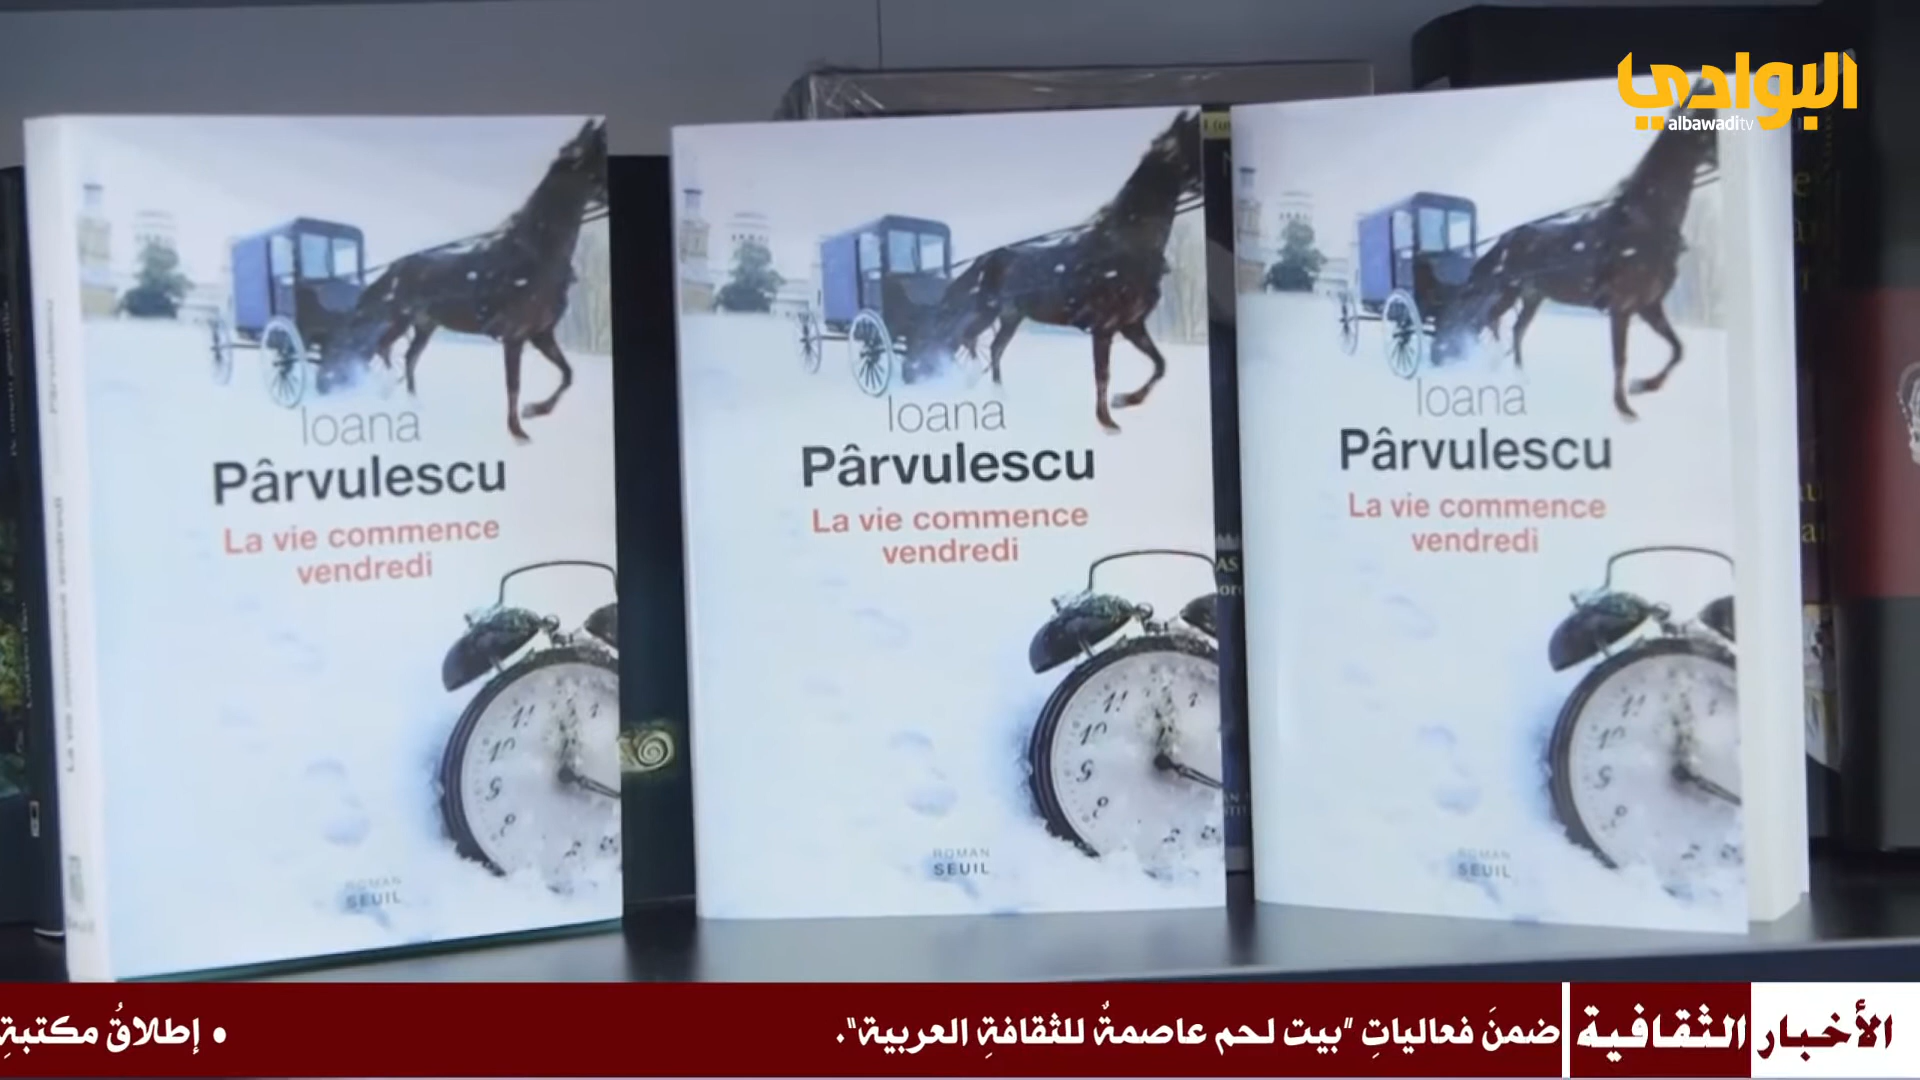 البوادي
albawaditv
Ioana
Pârvulescu
La vie commence
vendredi
ROMAN
SEUIL
Ioana
Pârvulescu
La vie commence
vendredi
ROMAN
SEUIL
Ioana
Pârvulescu
La vie commence
vendredi
ROMAN
SEUIL
الأخبار الثقافية
ضمنَ فعالياتِ "بيت لحم عاصمةٌ للثقافةِ العربية".
• إطلاقُ مكتبةِ